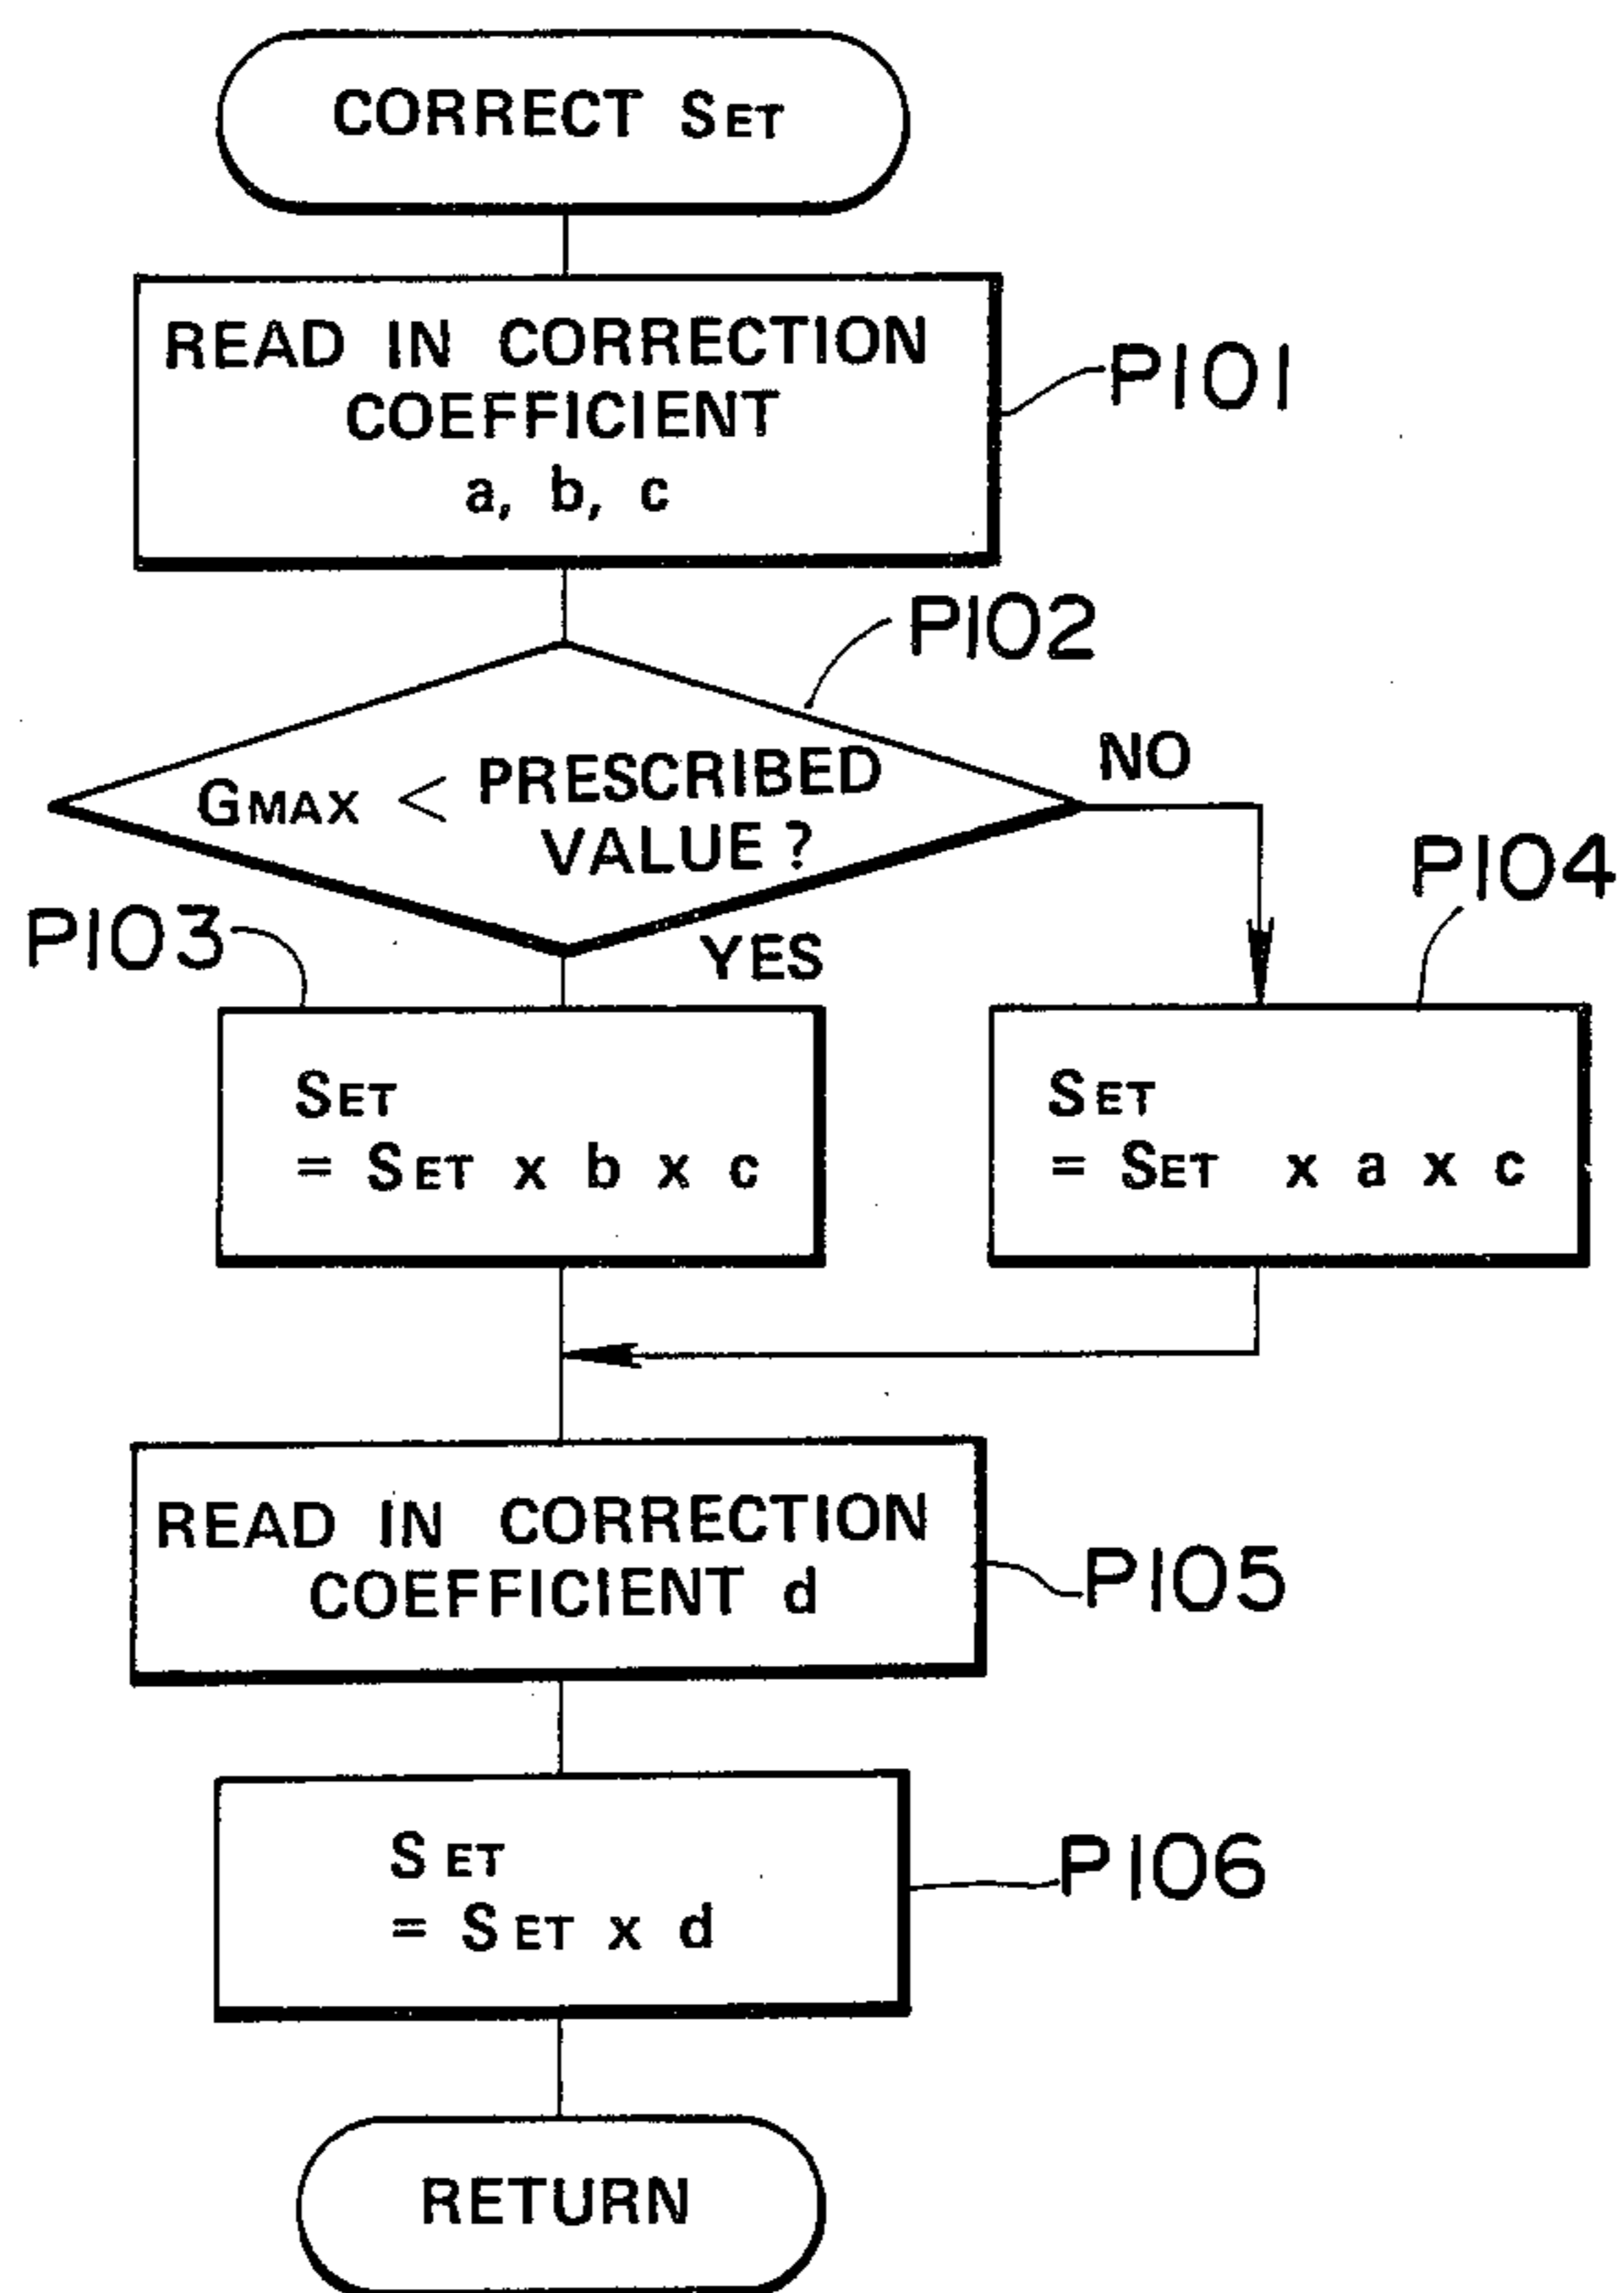 CORRECT SET
READ IN CORRECTION
COEFFICIENT
a, b, c
P101
P102
GMAX < PRESCRIBED
VALUE ?
NO
YES
P103
SET
= SET x b x c
P104
SET
= SET x a x c
READ IN CORRECTION
COEFFICIENT d
P105
SET
= SET x d
P106
RETURN